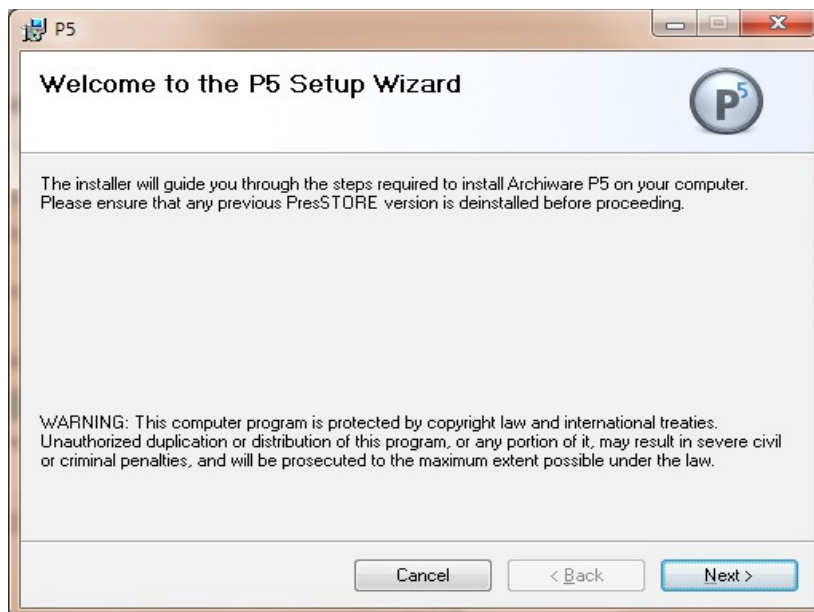 P5
Welcome to the P5 Setup Wizard
P5
The installer will guide you through the steps required to install Archiware P5 on your computer.
Please ensure that any previous PresSTORE version is deinstalled before proceeding.
WARNING: This computer program is protected by copyright law and international treaties.
Unauthorized duplication or distribution of this program, or any portion of it, may result in severe civil
or criminal penalties, and will be prosecuted to the maximum extent possible under the law.
Cancel < Back Next >